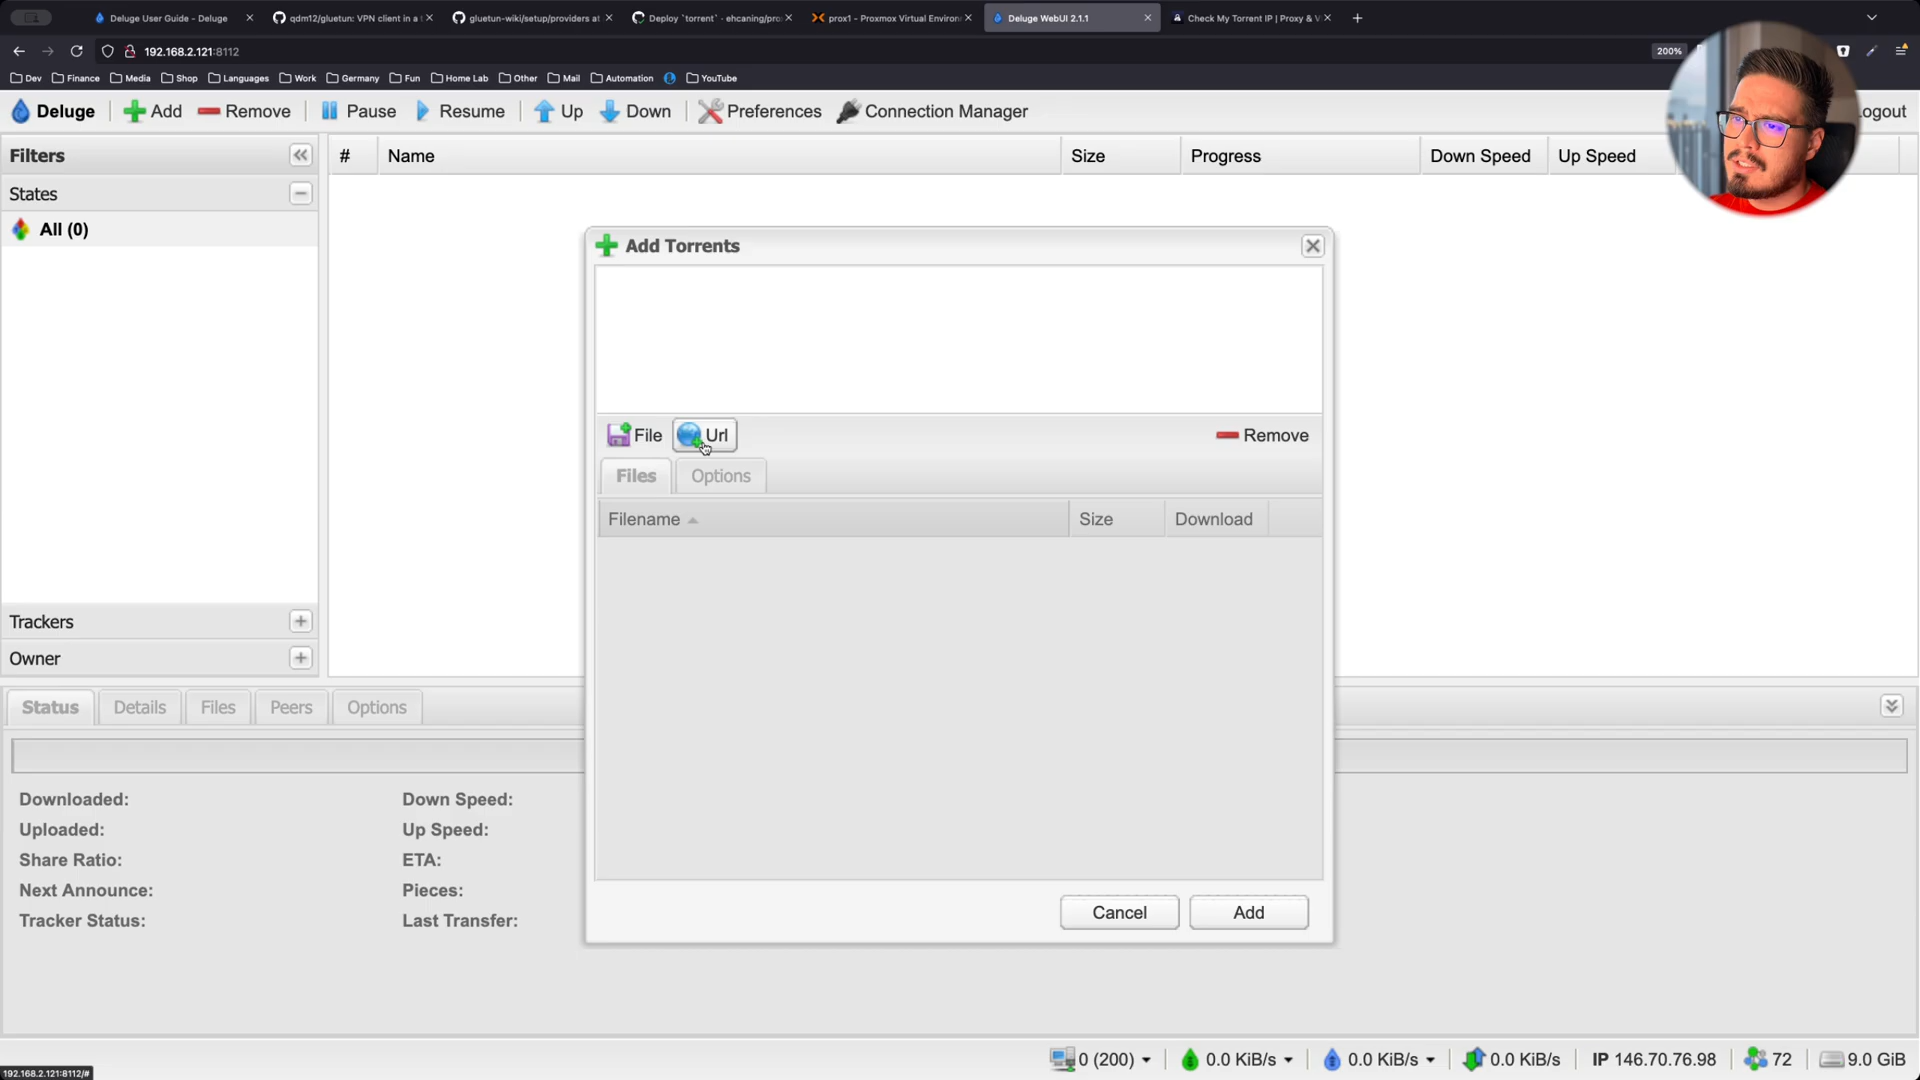 Deluge User Guide - Deluge
qdm12/gluetun: VPN client in a
gluetun-wiki/setup/providers at
Deploy `torrent` · ehcaning/pro
prox1 - Proxmox Virtual Environ
Deluge WebUI 2.1.1
Check My Torrent IP | Proxy & V
192.168.2.121:8112
200%
Dev
Finance
Media
Shop
Languages
Work
Germany
Fun
Home Lab
Other
Mail
Automation
YouTube
Deluge
Add
Remove
Pause
Resume
Up
Down
Preferences
Connection Manager
ogout
Filters
# Name Size Progress Down Speed Up Speed
States
All (0)
Trackers
Owner
Add Torrents
File
Url
Remove
Files
Options
Filename
Size
Download
Cancel
Add
Status
Details
Files
Peers
Options
Downloaded:
Uploaded:
Share Ratio:
Next Announce:
Tracker Status:
Down Speed:
Up Speed:
ETA:
Pieces:
Last Transfer:
192.168.2.121:8112/#
0 (200)
0.0 KiB/s
0.0 KiB/s
0.0 KiB/s
IP 146.70.76.98
72
9.0 GiB